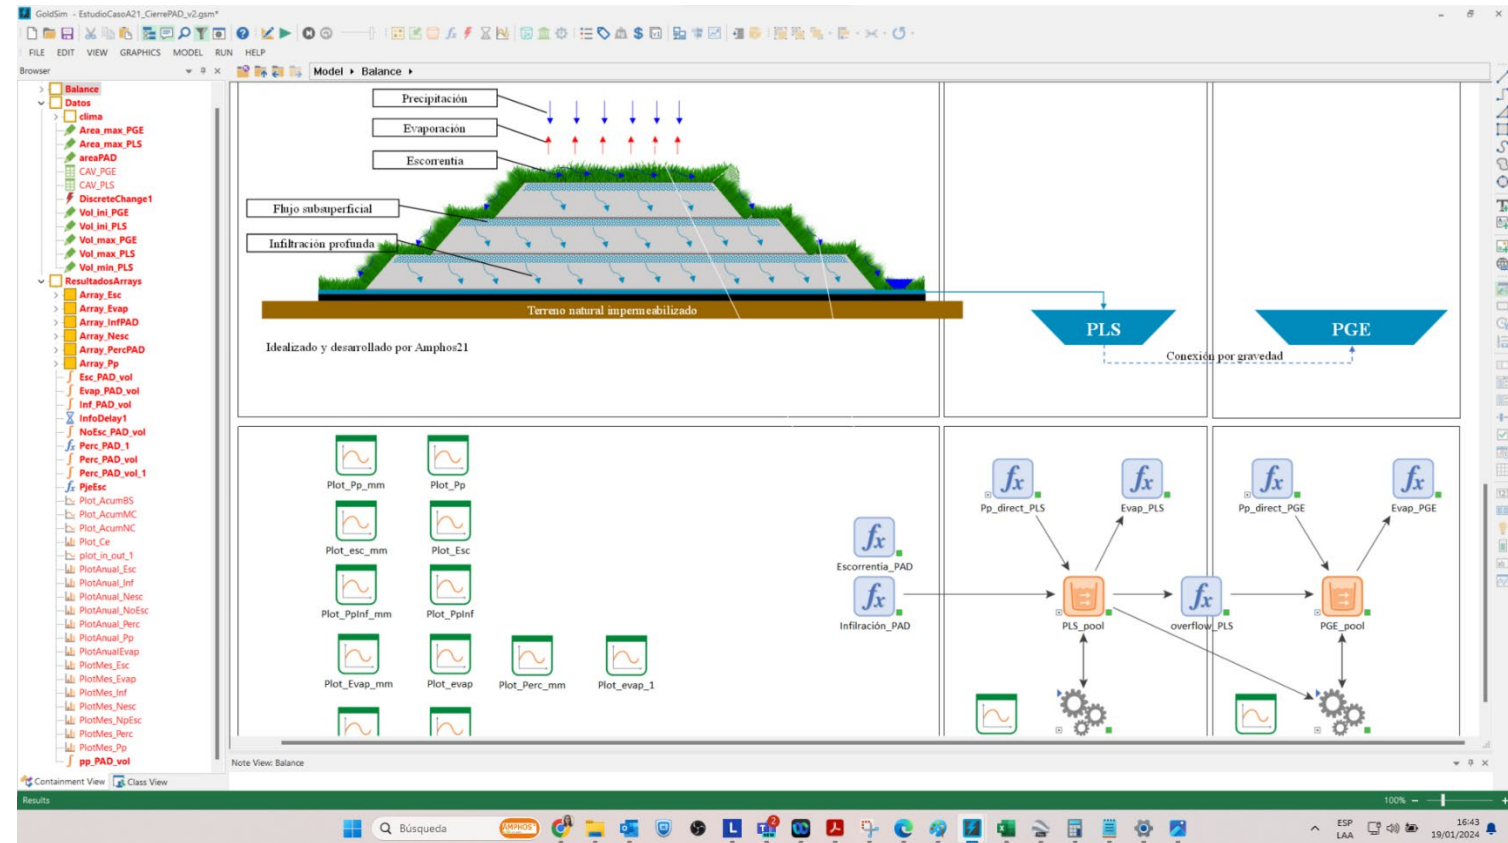 GoldSim - EstudioCasoA21_CierrePAD_v2.gsm*
FILE EDIT VIEW GRAPHICS MODEL RUN HELP
Browser
Model Balance
Balance
Datos
clima
Area_max_PGE
Area_max_PLS
areaPAD
CAV_PGE
CAV_PLS
DiscreteChange1
Vol_ini_PGE
Vol_ini_PLS
Vol_max_PGE
Vol_max_PLS
Vol_min_PLS
ResultadosArrays
Array_Esc
Array_Evap
Array_InfPAD
Array_Nesc
Array_PercPAD
Array_Pp
Esc_PAD_vol
Evap_PAD_vol
Inf_PAD_vol
InfoDelay1
NoEsc_PAD_vol
Perc_PAD_1
Perc_PAD_vol
Perc_PAD_vol_1
PjeEsc
Plot_AcumBS
Plot_AcumMC
Plot_AcumNC
Plot_Ce
plot_in_out_1
PlotAnual_Esc
PlotAnual_Inf
PlotAnual_Nesc
PlotAnual_NoEsc
PlotAnual_Perc
PlotAnual_Pp
PlotAnualEvap
PlotMes_Esc
PlotMes_Evap
PlotMes_Inf
PlotMes_Nesc
PlotMes_NpEsc
PlotMes_Perc
PlotMes_Pp
pp_PAD_vol
Containment View Class View
Precipitación
Evaporación
Escorrentía
Flujo subsuperficial
Infiltración profunda
Terreno natural impermeabilizado
Idealizado y desarrollado por Amphos21
PLS
PGE
Conexión por gravedad
Plot_Pp_mm
Plot_Pp
Plot_esc_mm
Plot_Esc
Plot_PpInf_mm
Plot_PpInf
Plot_Evap_mm
Plot_evap
Plot_Perc_mm
Plot_evap_1
Escorrentia_PAD
Infilración_PAD
Pp_direct_PLS
Evap_PLS
Pp_direct_PGE
Evap_PGE
PLS_pool
overflow_PLS
PGE_pool
Note View: Balance
Results
100%
Búsqueda
AMPHOS
2
ESP
LAA
16:43
19/01/2024